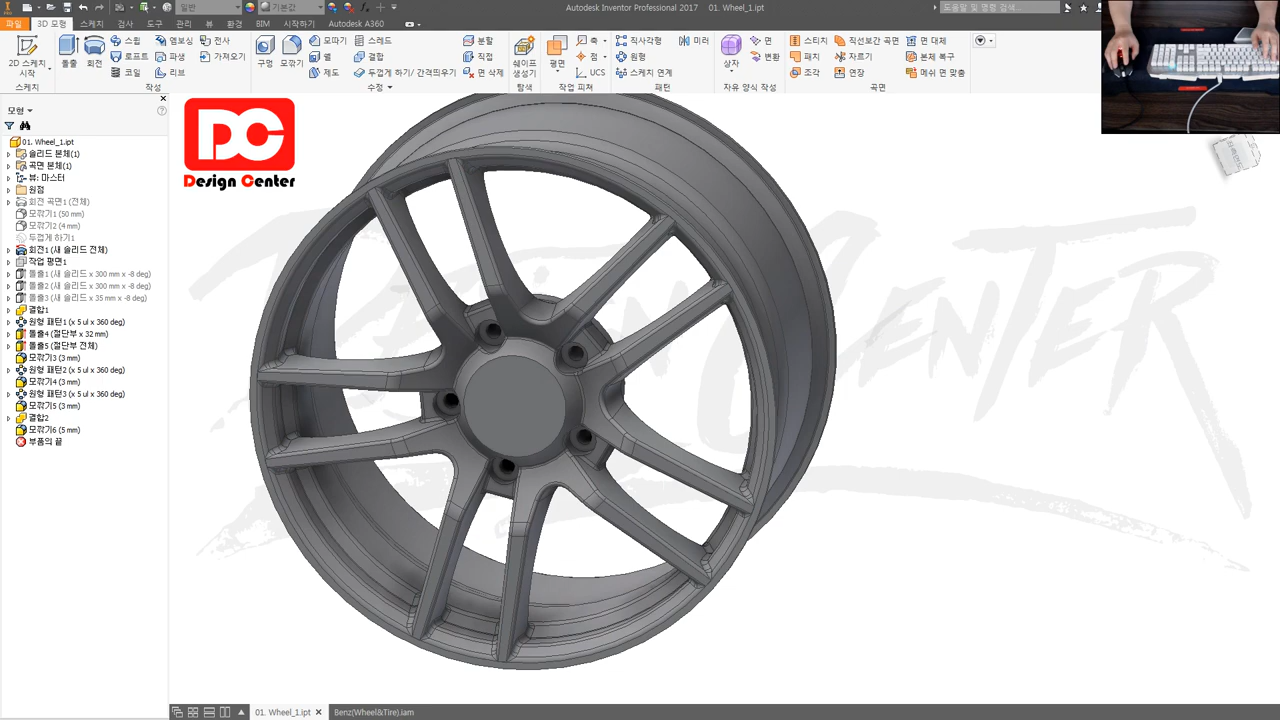 일반
기본값
Autodesk Inventor Professional 2017 01. Wheel_1.ipt
도움말 및 명령 검색...
파일 3D 모형 스케치 검사 도구 관리 뷰 환경 BIM 시작하기 Autodesk A360
2D 스케치 시작
스케치
돌출
회전
스윕
로프트
코일
엠보싱
파생
리브
전사
가져오기
작성
구멍
모깎기
모따기
쉘
제도
스레드
결합
두껍게 하기/간격띄우기
분할
직접
면 삭제
수정
쉐이프 생성기
탐색
평면
축
점
UCS
작업 피쳐
직사각형
원형
스케치 연계
미러
패턴
상자
면
변환
자유 양식 작성
스티치
패치
조각
직선보간 곡면
자르기
연장
면 대체
본체 복구
메쉬 면 맞춤
곡면
모형
01. Wheel_1.ipt
솔리드 본체(1)
곡면 본체(1)
뷰: 마스터
원점
회전 곡면1 (전체)
모깎기1 (50 mm)
모깎기2 (4 mm)
두껍게 하기1
회전1 (새 솔리드 전체)
작업 평면1
돌출1 (새 솔리드 x 300 mm x -8 deg)
돌출2 (새 솔리드 x 300 mm x -8 deg)
돌출3 (새 솔리드 x 35 mm x -8 deg)
결합1
원형 패턴1 (x 5 ul x 360 deg)
돌출4 (절단부 x 32 mm)
돌출5 (절단부 전체)
모깎기3 (3 mm)
원형 패턴2 (x 5 ul x 360 deg)
모깎기4 (3 mm)
원형 패턴3 (x 5 ul x 360 deg)
모깎기5 (3 mm)
결합2
모깎기6 (5 mm)
부품의 끝
DC
Design Center
DESIGN CENTER
01. Wheel_1.ipt Benz(Wheel&Tire).iam